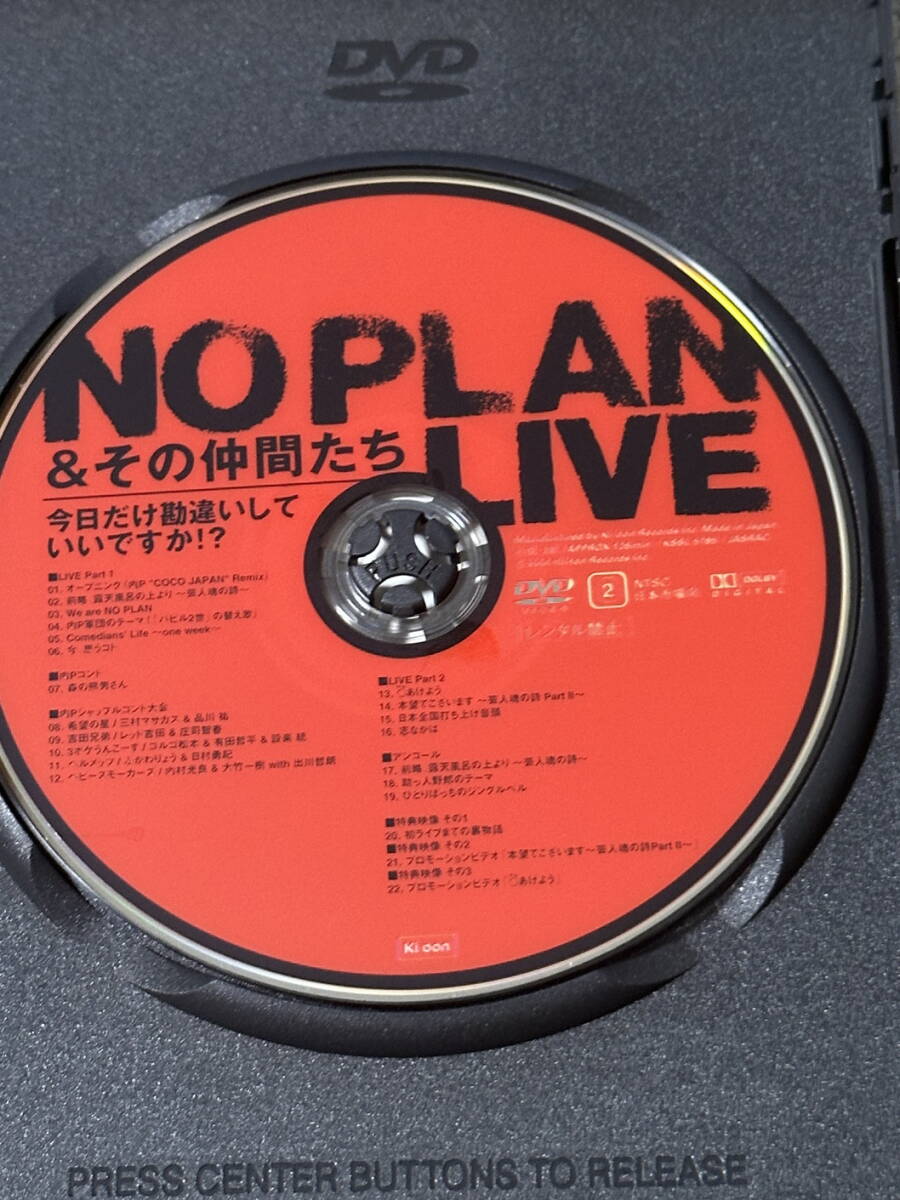 DVD
NO PLAN
&その仲間たち
LIVE
今日だけ勘違いして
いいですか!?
■LIVE Part 1
01. オープニング「内P "COCO JAPAN" Remix」
02. 前略、露天風呂の上より 〜芸人魂の詩〜
03. We are NO PLAN
04. 内P軍団のテーマ!「「バビル2世」の替え歌」
05. Comedians' Life 〜one week〜
06. 今、思うコト
■内Pコント
07. 森の熊男さん
■内Pシャッフルコント大会
08. 希望の星 / 三村マサカズ & 品川 祐
09. 吉田兄弟 / レッド吉田 & 庄司智春
10. 3ボケうんこーす / ゴルゴ松本 & 有田哲平 & 設楽 統
11. ヘルメッツ / ふかわりょう & 日村勇紀
12. ヘビースモーカーズ / 内村光良 & 大竹一樹 with 出川哲朗
Made in Japan
DVD
VIDEO
2
NTSC
日本市場向
DOLBY
DIGITAL
レンタル禁止
■LIVE Part 2
13. あけよう
14. 本望でございます 〜芸人魂の詩 Part II〜
15. 日本全国打ち上げ音頭
16. 志なかば
■アンコール
17. 前略、露天風呂の上より 〜芸人魂の詩〜
18. 助っ人野郎のテーマ
19. ひとりぼっちのジングルベル
■特典映像 その1
20. 初ライブまでの裏物語
■特典映像 その2
21. プロモーションビデオ「本望でございます〜芸人魂の詩Part II〜」
■特典映像 その3
22. プロモーションビデオ「あけよう」
Ki/oon
PUSH
PRESS CENTER BUTTONS TO RELEASE